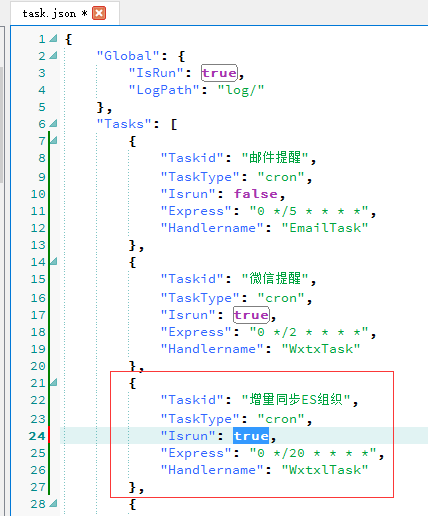 task.json *
1 {
2 "Global": {
3 "IsRun": true,
4 "LogPath": "log/"
5 },
6 "Tasks": [
7 {
8 "Taskid": "邮件提醒",
9 "TaskType": "cron",
10 "Isrun": false,
11 "Express": "0 */5 * * * *",
12 "Handlername": "EmailTask"
13 },
14 {
15 "Taskid": "微信提醒",
16 "TaskType": "cron",
17 "Isrun": true,
18 "Express": "0 */2 * * * *",
19 "Handlername": "WxtxTask"
20 },
21 {
22 "Taskid": "增量同步ES组织",
23 "TaskType": "cron",
24 "Isrun": true,
25 "Express": "0 */20 * * * *",
26 "Handlername": "WxtxlTask"
27 },
28 {